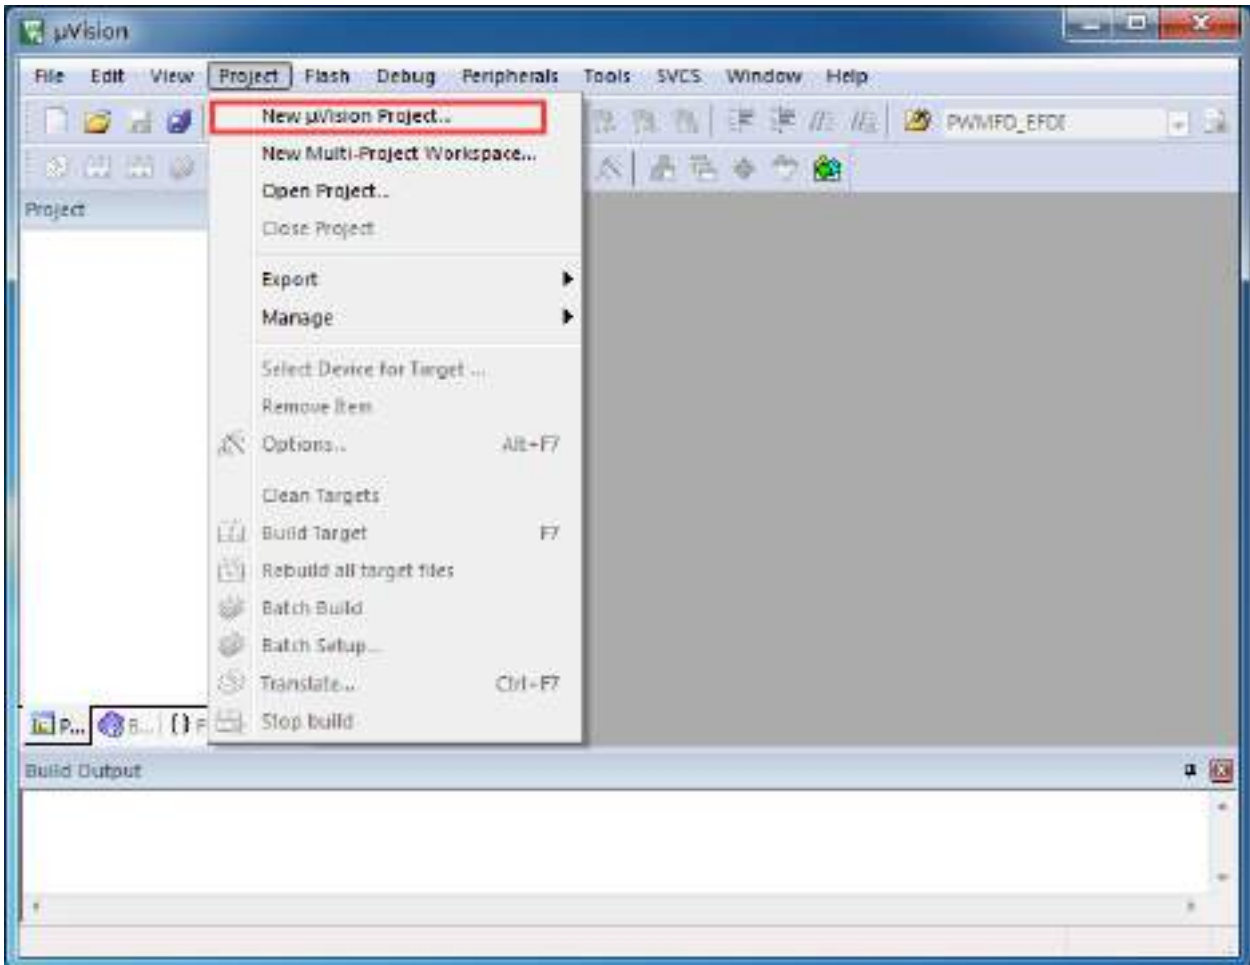 µVision
File Edit View Project Flash Debug Peripherals Tools SVCS Window Help
New µVision Project...
PWMFD_EFDE
New Multi-Project Workspace...
Open Project...
Project
Close Project
Export
Manage
Select Device for Target ...
Remove Item
Options... Alt+F7
Clean Targets
Build Target F7
Rebuild all target files
Batch Build
Batch Setup...
Translate... Ctrl+F7
Stop build
P... B... {} F
Build Output